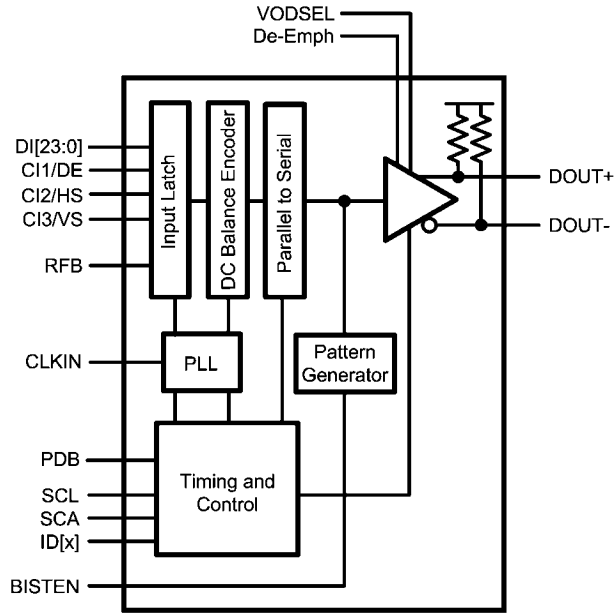 VODSEL
De-Emph
DI[23:0]
CI1/DE
CI2/HS
CI3/VS
RFB
Input Latch
DC Balance Encoder
Parallel to Serial
DOUT+
DOUT-
CLKIN
PLL
Pattern
Generator
PDB
SCL
SCA
ID[x]
Timing and
Control
BISTEN